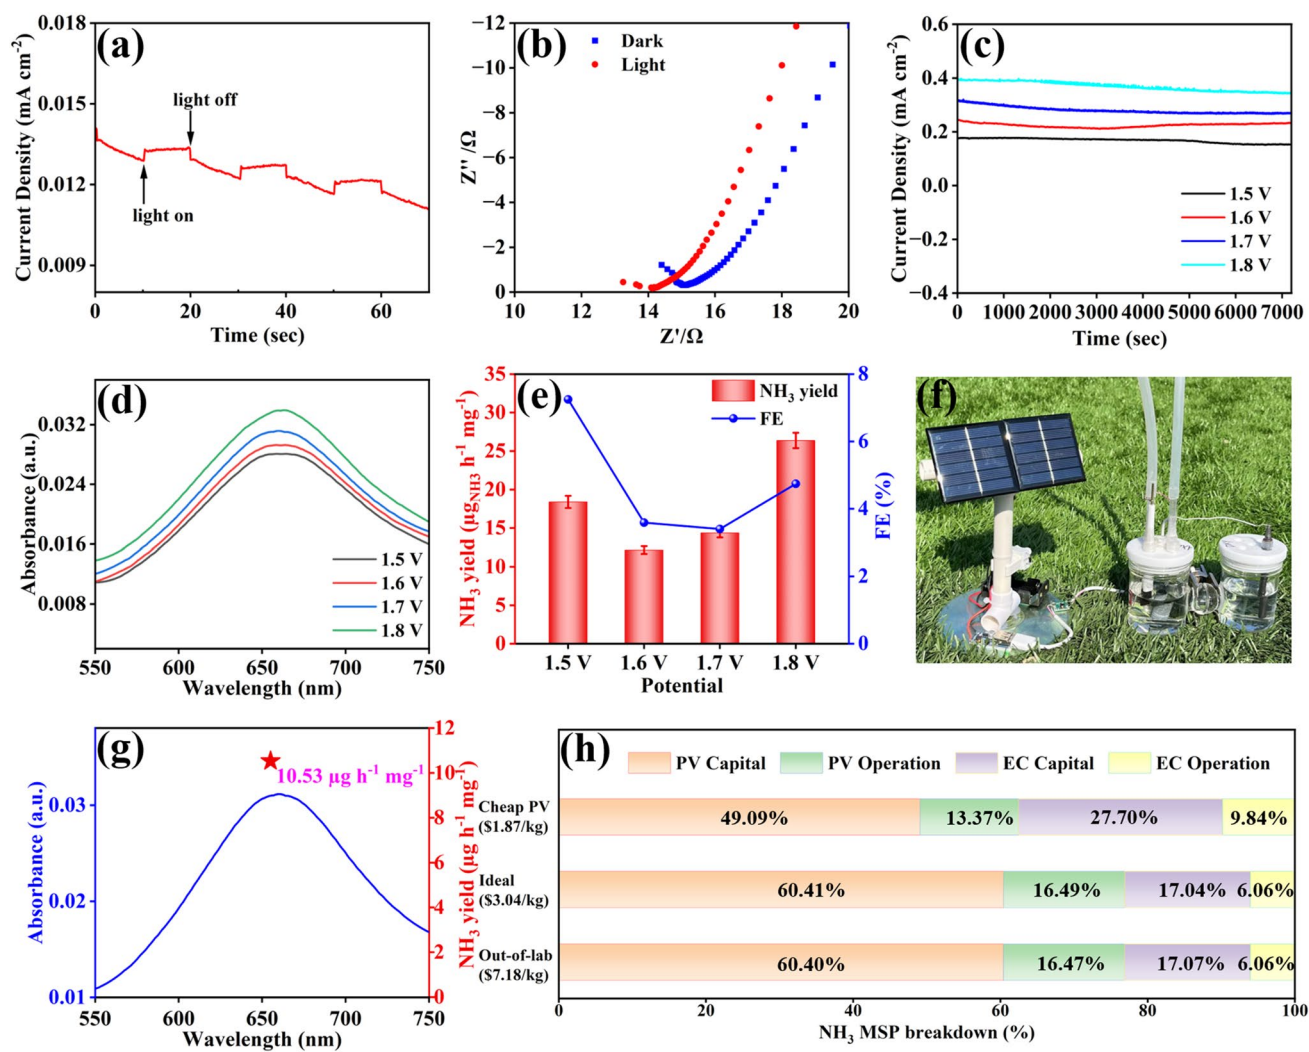 (a)
0.018
0.015
0.012
0.009
Current Density (mA cm⁻²)
light off
light on
0 20 40 60
Time (sec)
(b)
Dark
Light
−12
−10
−8
−6
−4
−2
0
Z''/Ω
10 12 14 16 18 20
Z'/Ω
(c)
0.6
0.4
0.2
0.0
−0.2
−0.4
Current Density (mA cm⁻²)
1.5 V
1.6 V
1.7 V
1.8 V
0 1000 2000 3000 4000 5000 6000 7000
Time (sec)
(d)
0.032
0.024
0.016
0.008
Absorbance (a.u.)
1.5 V
1.6 V
1.7 V
1.8 V
550 600 650 700 750
Wavelength (nm)
(e)
35
30
25
20
15
10
5
0
NH₃ yield (μg_NH3 h⁻¹ mg⁻¹)
NH₃ yield
FE
8
6
4
2
0
FE (%)
1.5 V 1.6 V 1.7 V 1.8 V
Potential
(f)
(g)
0.03
0.02
0.01
Absorbance (a.u.)
10.53 μg h⁻¹ mg⁻¹
12
10
8
6
4
2
0
NH₃ yield (μg h⁻¹ mg⁻¹)
550 600 650 700 750
Wavelength (nm)
(h)
PV Capital PV Operation EC Capital EC Operation
Cheap PV
($1.87/kg)
49.09% 13.37% 27.70% 9.84%
Ideal
($3.04/kg)
60.41% 16.49% 17.04% 6.06%
Out-of-lab
($7.18/kg)
60.40% 16.47% 17.07% 6.06%
0 20 40 60 80 100
NH₃ MSP breakdown (%)